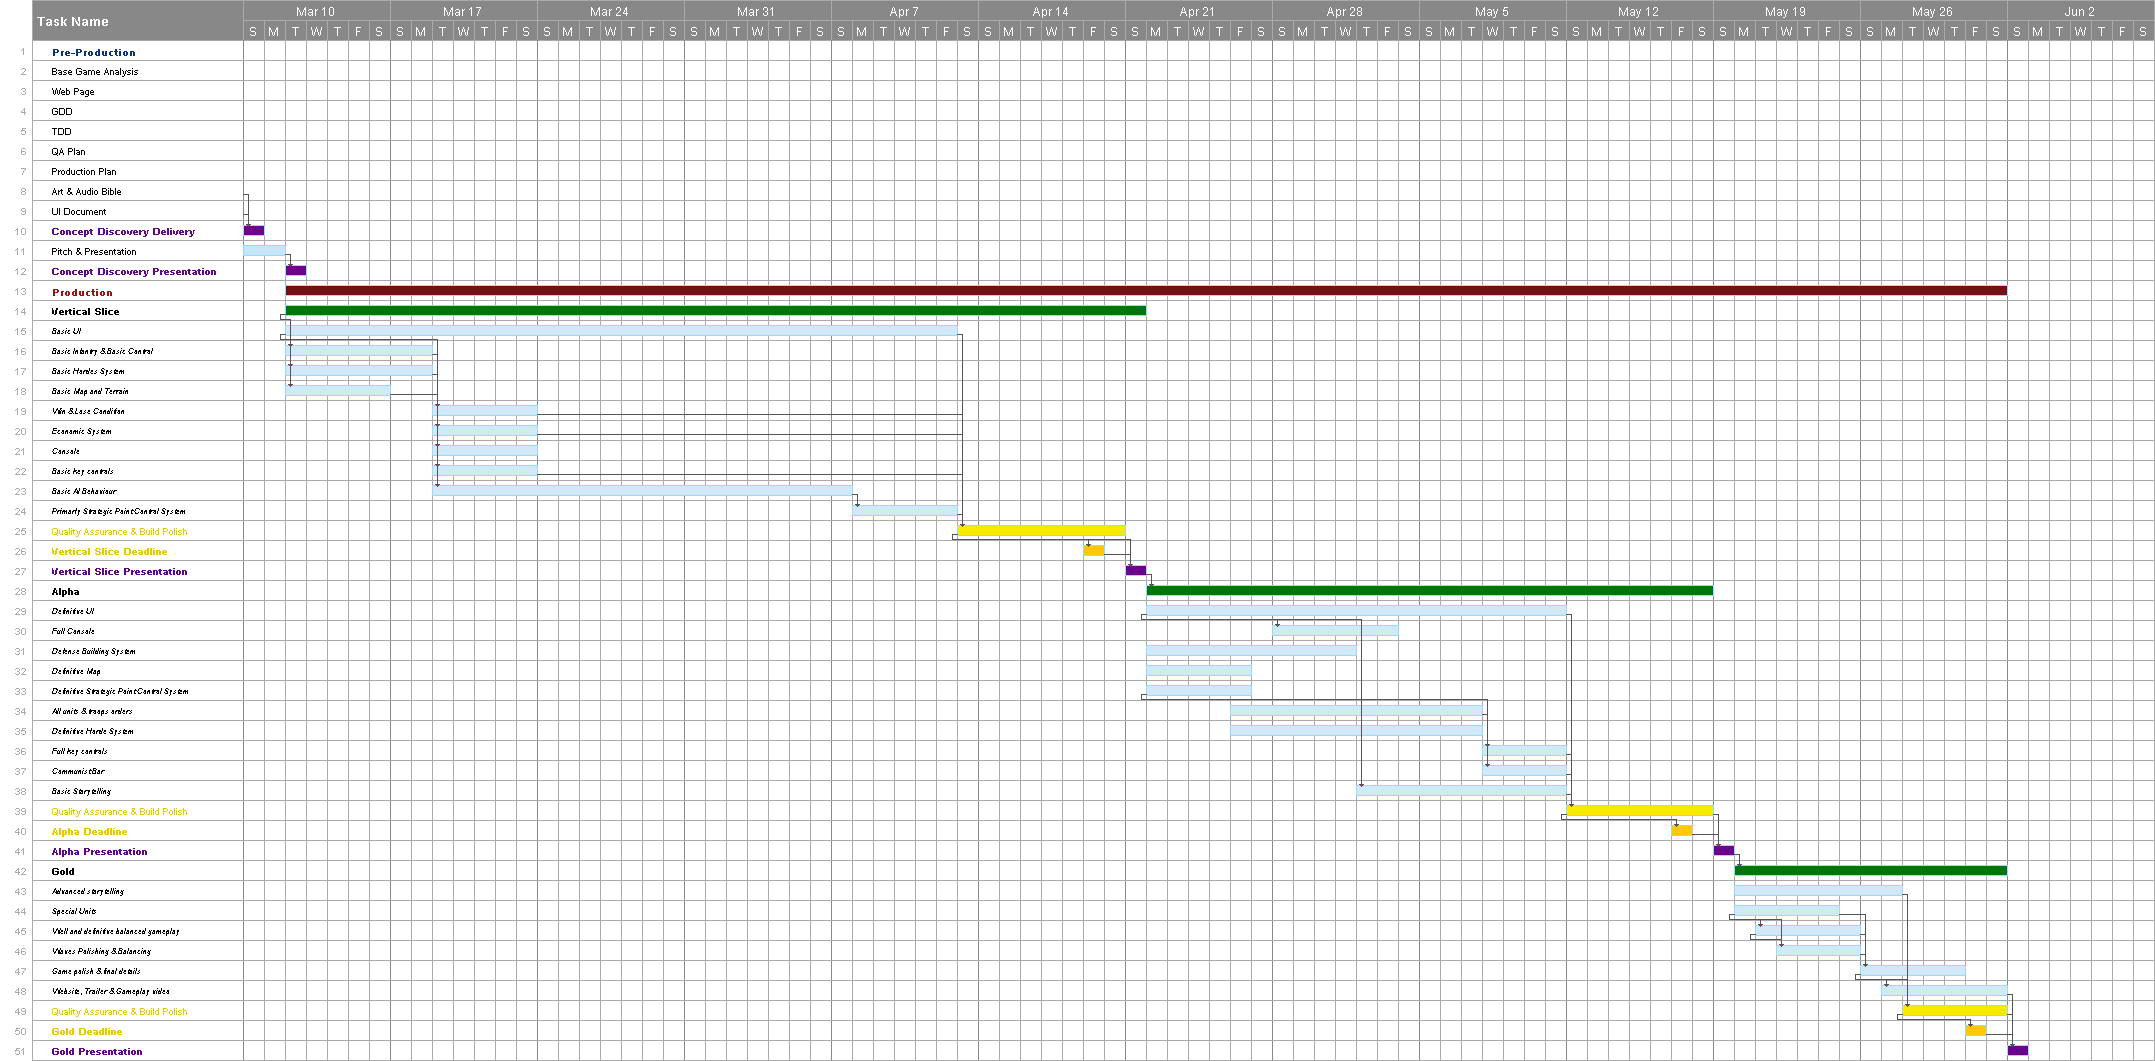 Task Name
Mar 10 Mar 17 Mar 24 Mar 31 Apr 7 Apr 14 Apr 21 Apr 28 May 5 May 12 May 19 May 26 Jun 2
S M T W T F S S M T W T F S S M T W T F S S M T W T F S S M T W T F S S M T W T F S S M T W T F S S M T W T F S S M T W T F S S M T W T F S S M T W T F S S M T W T F S S M T W T F S
1 Pre-Production
2 Base Game Analysis
3 Web Page
4 GDD
5 TDD
6 QA Plan
7 Production Plan
8 Art & Audio Bible
9 UI Document
10 Concept Discovery Delivery
11 Pitch & Presentation
12 Concept Discovery Presentation
13 Production
14 Vertical Slice
15 Basic UI
16 Basic Infantry & Basic Control
17 Basic Hordes System
18 Basic Map and Terrain
19 Win & Lose Condition
20 Economic System
21 Console
22 Basic key controls
23 Basic AI Behaviour
24 Primarly Strategic Point Control System
25 Quality Assurance & Build Polish
26 Vertical Slice Deadline
27 Vertical Slice Presentation
28 Alpha
29 Definitive UI
30 Full Console
31 Defense Building System
32 Definitive Map
33 Definitive Strategic Point Control System
34 All units & troops orders
35 Definitive Horde System
36 Full key controls
37 Communist Bar
38 Basic Storytelling
39 Quality Assurance & Build Polish
40 Alpha Deadline
41 Alpha Presentation
42 Gold
43 Advanced storytelling
44 Special Units
45 Well and definitive balanced gameplay
46 Waves Polishing & Balancing
47 Game polish & final details
48 Website, Trailer & Gameplay video
49 Quality Assurance & Build Polish
50 Gold Deadline
51 Gold Presentation